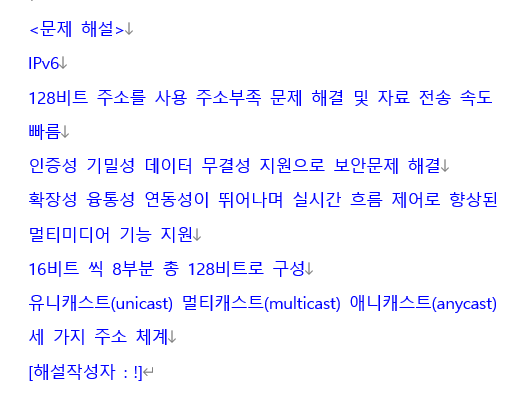 <문제 해설>↓
IPv6↓
128비트 주소를 사용 주소부족 문제 해결 및 자료 전송 속도
빠름↓
인증성 기밀성 데이터 무결성 지원으로 보안문제 해결↓
확장성 융통성 연동성이 뛰어나며 실시간 흐름 제어로 향상된
멀티미디어 기능 지원↓
16비트 씩 8부분 총 128비트로 구성↓
유니캐스트(unicast) 멀티캐스트(multicast) 애니캐스트(anycast)
세 가지 주소 체계↓
[해설작성자 : !]↵